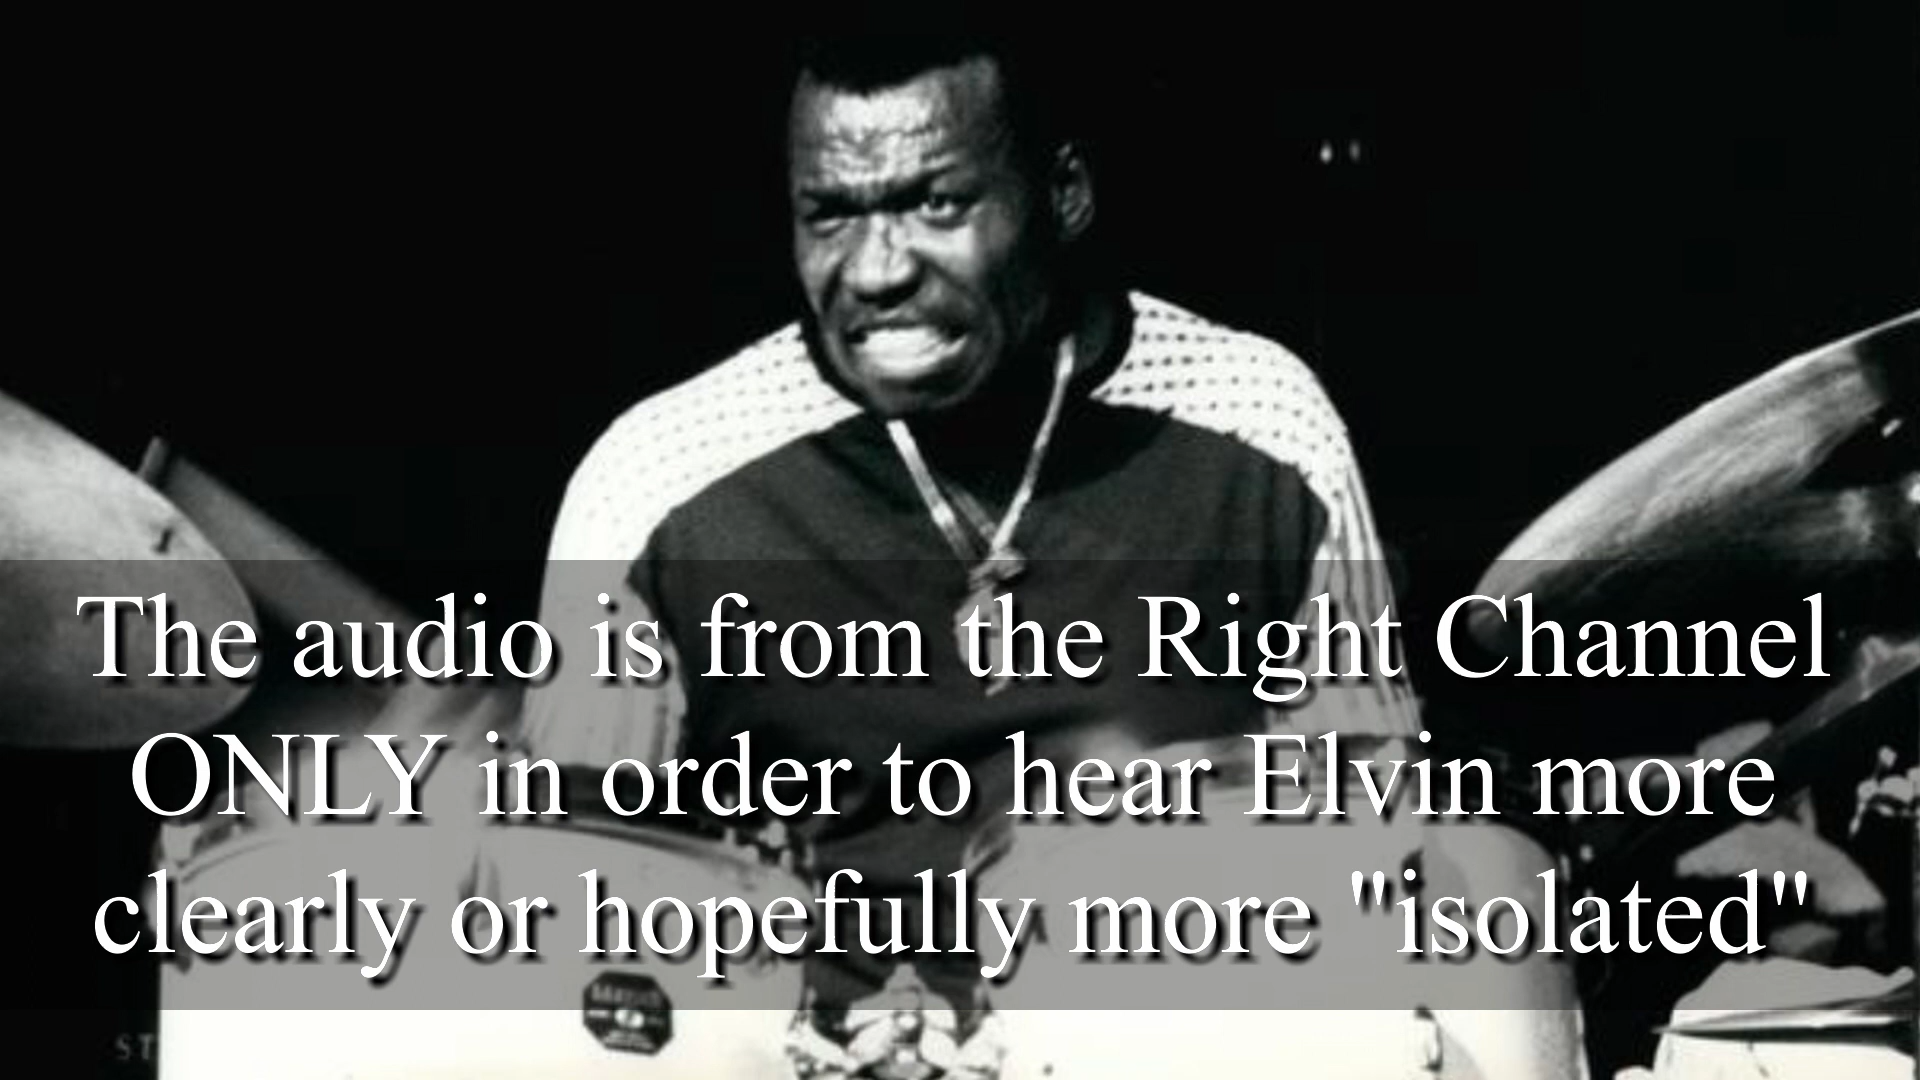 The audio is from the Right Channel
ONLY in order to hear Elvin more
clearly or hopefully more "isolated"
ST